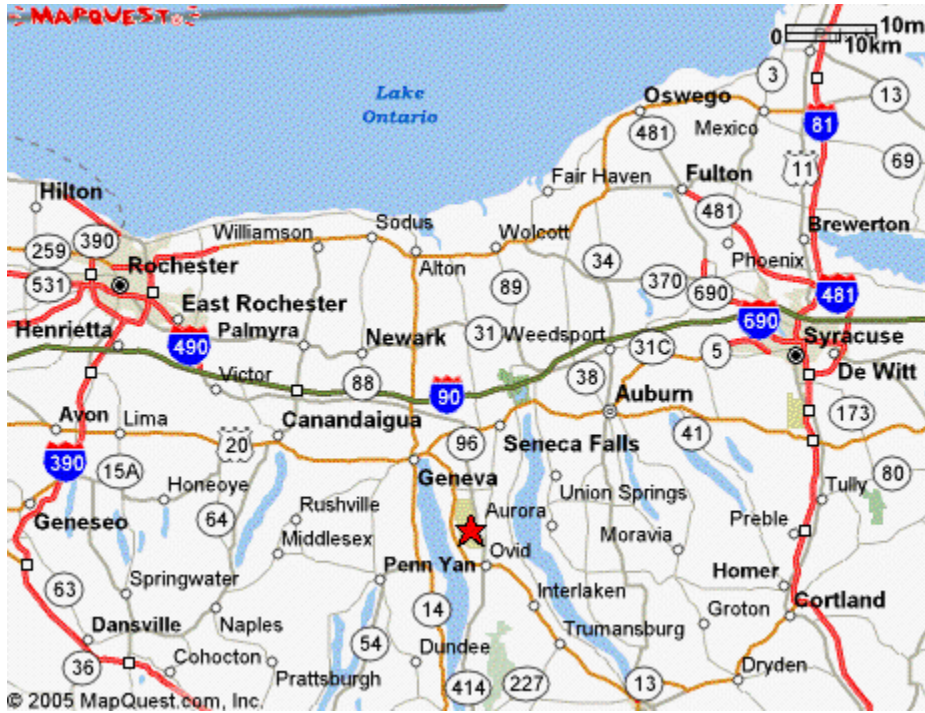 MAPQUEST
10m
0
10km
Lake
Ontario
3
13
Oswego
Mexico
81
481
69
11
Fair Haven
Fulton
Hilton
481
Brewerton
Sodus
Williamson
Wolcott
390
259
Alton
34
Phoenix
Rochester
370
531
89
690
481
East Rochester
690
Henrietta
Palmyra
Newark
31
Weedsport
Syracuse
490
31C
5
De Witt
Victor
88
90
38
Auburn
Avon
Lima
Canandaigua
173
20
96
Seneca Falls
41
390
15A
Geneva
80
Honeoye
Union Springs
Tully
Rushville
Aurora
Geneseo
64
Preble
Moravia
Middlesex
Ovid
Penn Yan
Homer
Springwater
63
Interlaken
14
Groton
Cortland
Naples
Dansville
54
Dundee
Trumansburg
36
Cohocton
Dryden
Prattsburgh
414
227
13
© 2005 MapQuest.com, Inc.